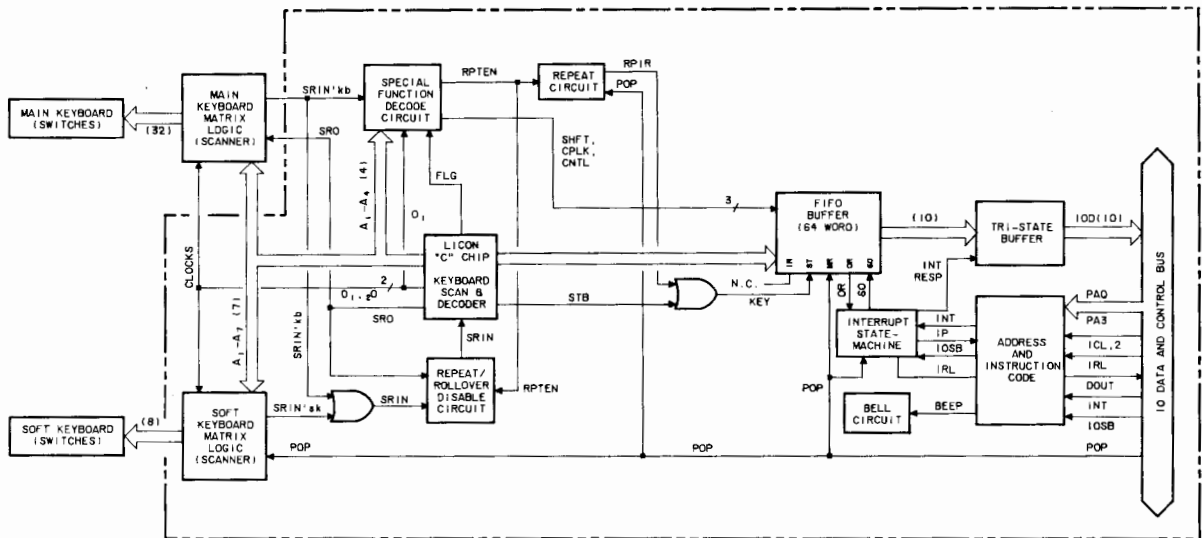 MAIN KEYBOARD
(SWITCHES)
(32)
MAIN
KEYBOARD
MATRIX
LOGIC
(SCANNER)
SRIN'kb
SRO
SPECIAL
FUNCTION
DECODE
CIRCUIT
RPTEN
REPEAT
CIRCUIT
RPIR
POP
SHFT,
CPLK,
CNTL
A₁-A₄ (4)
FLG
O₁
3
FIFO
BUFFER
(64 WORD)
IR
ST
MR
OR
SO
(10)
TRI-STATE
BUFFER
IOD(10)
CLOCKS
A₁-A₇ (7)
SRIN'kb
2
O₁,₂O
SRO
LICON
"C" CHIP
KEYBOARD
SCAN &
DECODER
STB
N.C.
KEY
OR
SO
INT
RESP
INTERRUPT
STATE-
MACHINE
INT
IP
IOSB
IRL
ADDRESS
AND
INSTRUCTION
CODE
PA0
PA3
ICL,2
IRL
DOUT
INT
IOSB
POP
IO DATA AND CONTROL BUS
SRIN
REPEAT/
ROLLOVER
DISABLE
CIRCUIT
RPTEN
POP
BELL
CIRCUIT
BEEP
SOFT KEYBOARD
(SWITCHES)
(8)
SOFT
KEYBOARD
MATRIX
LOGIC
(SCANNER)
SRIN'sk
SRIN
POP
POP